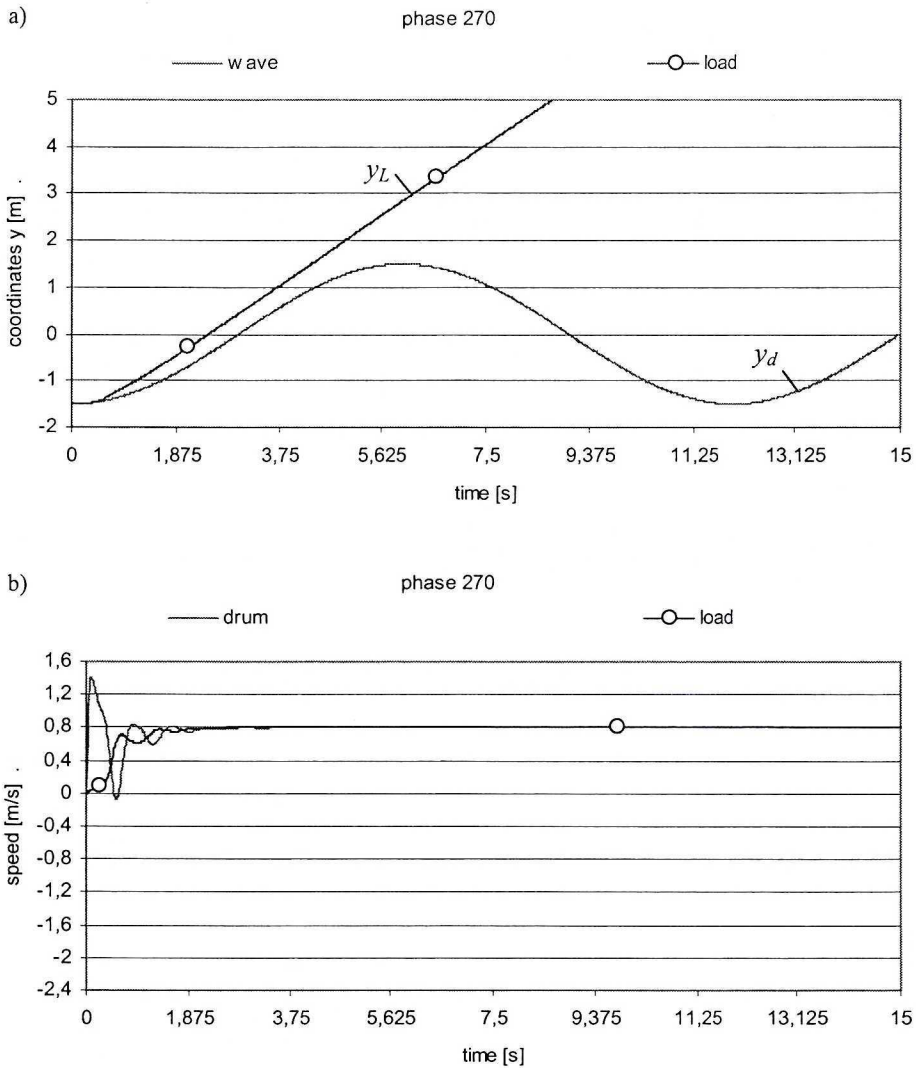 a)
phase 270
wave
load
coordinates y [m] .
5
4
3
2
1
0
-1
-2
y_L
y_d
0 1,875 3,75 5,625 7,5 9,375 11,25 13,125 15
time [s]
b)
phase 270
drum
load
speed [m/s] .
1,6
1,2
0,8
0,4
0
-0,4
-0,8
-1,2
-1,6
-2
-2,4
0 1,875 3,75 5,625 7,5 9,375 11,25 13,125 15
time [s]